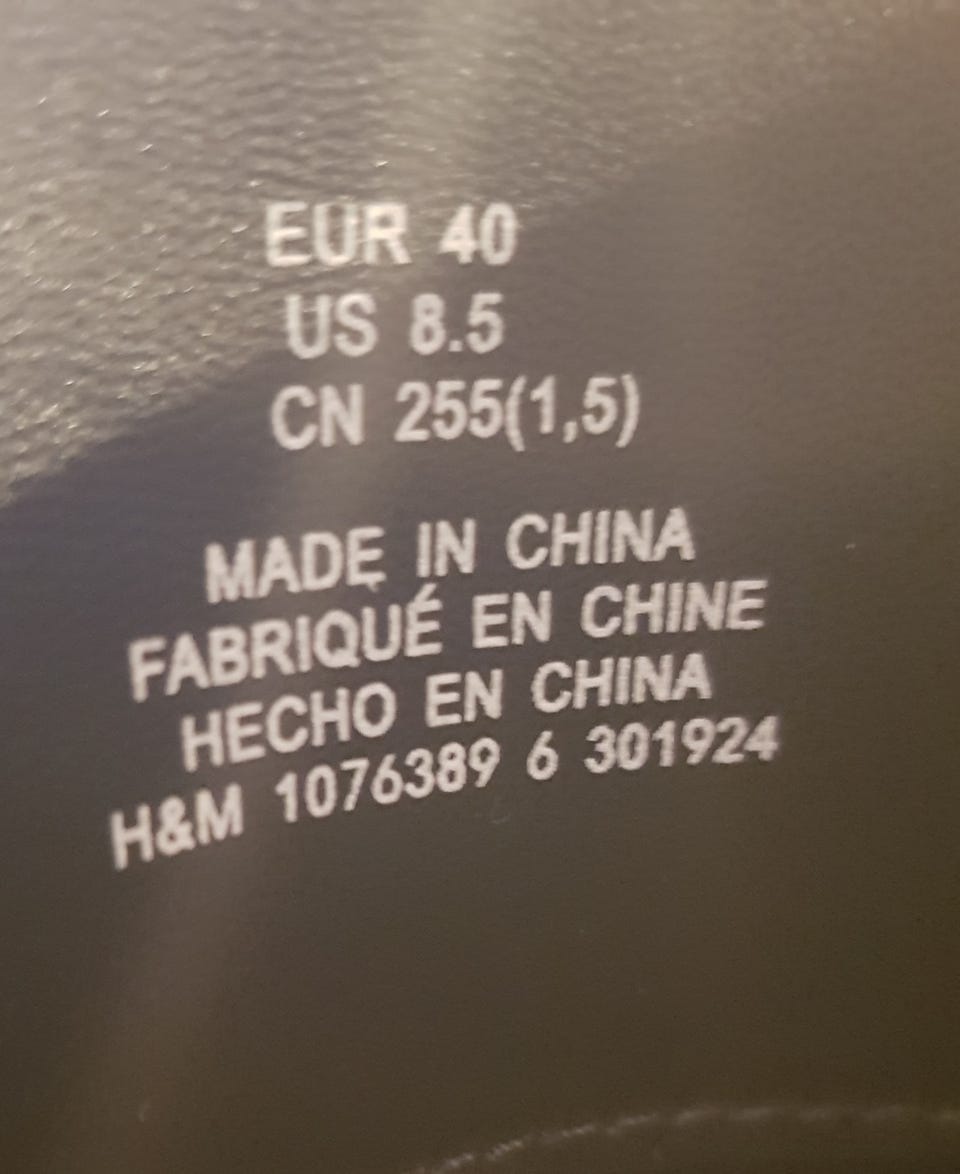 EUR 40
US 8.5
CN 255(1,5)
MADE IN CHINA
FABRIQUÉ EN CHINE
HECHO EN CHINA
H&M 1076389 6 301924